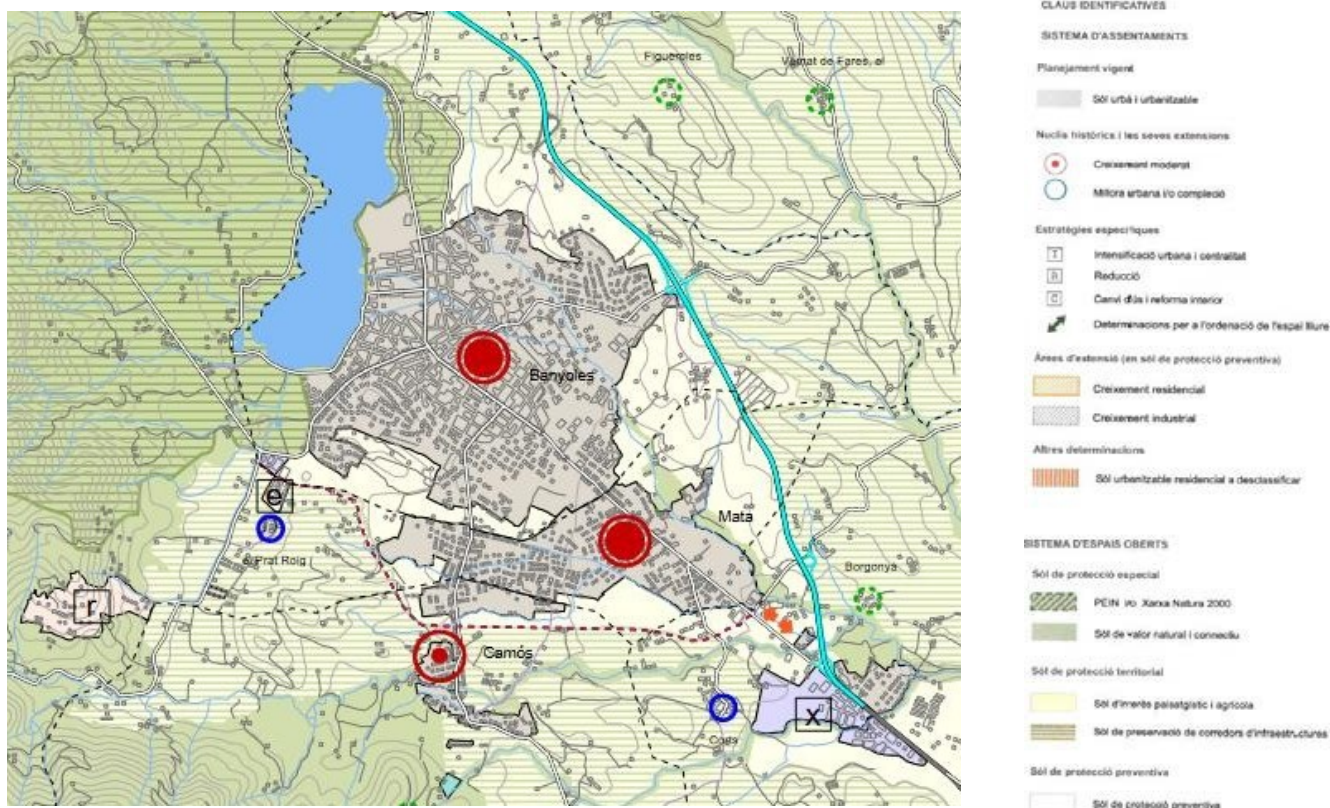 Figueroles
Vilamat de Fares, el
Banyoles
Mata
e
el Prat Roig
Borgonyà
r
Camós
x
Corts
CLAUS IDENTIFICATIVES
SISTEMA D'ASSENTAMENTS
Planejament vigent
Sòl urbà i urbanitzable
Nuclis històrics i les seves extensions
Creixement moderat
Millora urbana i/o compleció
Estratègies específiques
T Intensificació urbana i centralitat
R Reducció
C Canvi d'ús i reforma interior
Determinacions per a l'ordenació de l'espai lliure
Àrees d'extensió (en sòl de protecció preventiva)
Creixement residencial
Creixement industrial
Altres determinacions
Sòl urbanitzable residencial a desclassificar
SISTEMA D'ESPAIS OBERTS
Sòl de protecció especial
PEIN i/o Xarxa Natura 2000
Sòl de valor natural i connectiu
Sòl de protecció territorial
Sòl d'interès paisatgístic i agrícola
Sòl de preservació de corredors d'infraestructures
Sòl de protecció preventiva
Sòl de protecció preventiva